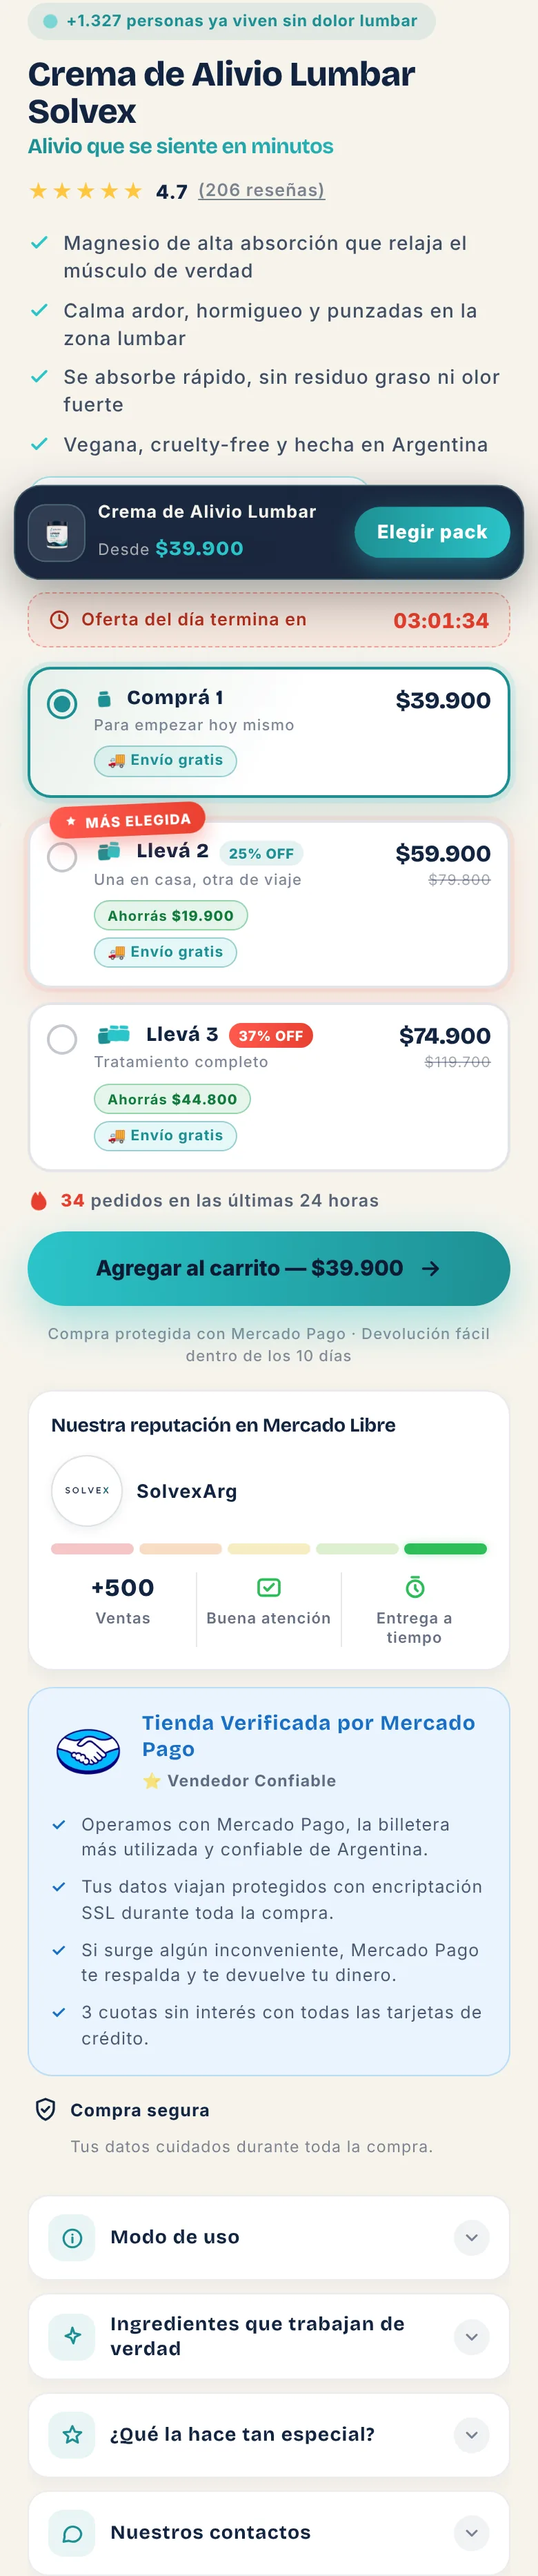 +1.327 personas ya viven sin dolor lumbar
Crema de Alivio Lumbar
Solvex
Alivio que se siente en minutos
★★★★★ 4.7 (206 reseñas)
Magnesio de alta absorción que relaja el
músculo de verdad
Calma ardor, hormigueo y punzadas en la
zona lumbar
Se absorbe rápido, sin residuo graso ni olor
fuerte
Vegana, cruelty-free y hecha en Argentina
Crema de Alivio Lumbar
Desde $39.900
Elegir pack
Oferta del día termina en 03:01:34
Comprá 1 $39.900
Para empezar hoy mismo
🚚 Envío gratis
★ MÁS ELEGIDA
Llevá 2 25% OFF $59.900
Una en casa, otra de viaje $79.800
Ahorrás $19.900
🚚 Envío gratis
Llevá 3 37% OFF $74.900
Tratamiento completo $119.700
Ahorrás $44.800
🚚 Envío gratis
34 pedidos en las últimas 24 horas
Agregar al carrito — $39.900 →
Compra protegida con Mercado Pago · Devolución fácil
dentro de los 10 días
Nuestra reputación en Mercado Libre
SOLVEX
SolvexArg
+500
Ventas
Buena atención
Entrega a
tiempo
Tienda Verificada por Mercado
Pago
⭐ Vendedor Confiable
Operamos con Mercado Pago, la billetera
más utilizada y confiable de Argentina.
Tus datos viajan protegidos con encriptación
SSL durante toda la compra.
Si surge algún inconveniente, Mercado Pago
te respalda y te devuelve tu dinero.
3 cuotas sin interés con todas las tarjetas de
crédito.
Compra segura
Tus datos cuidados durante toda la compra.
Modo de uso
Ingredientes que trabajan de
verdad
¿Qué la hace tan especial?
Nuestros contactos